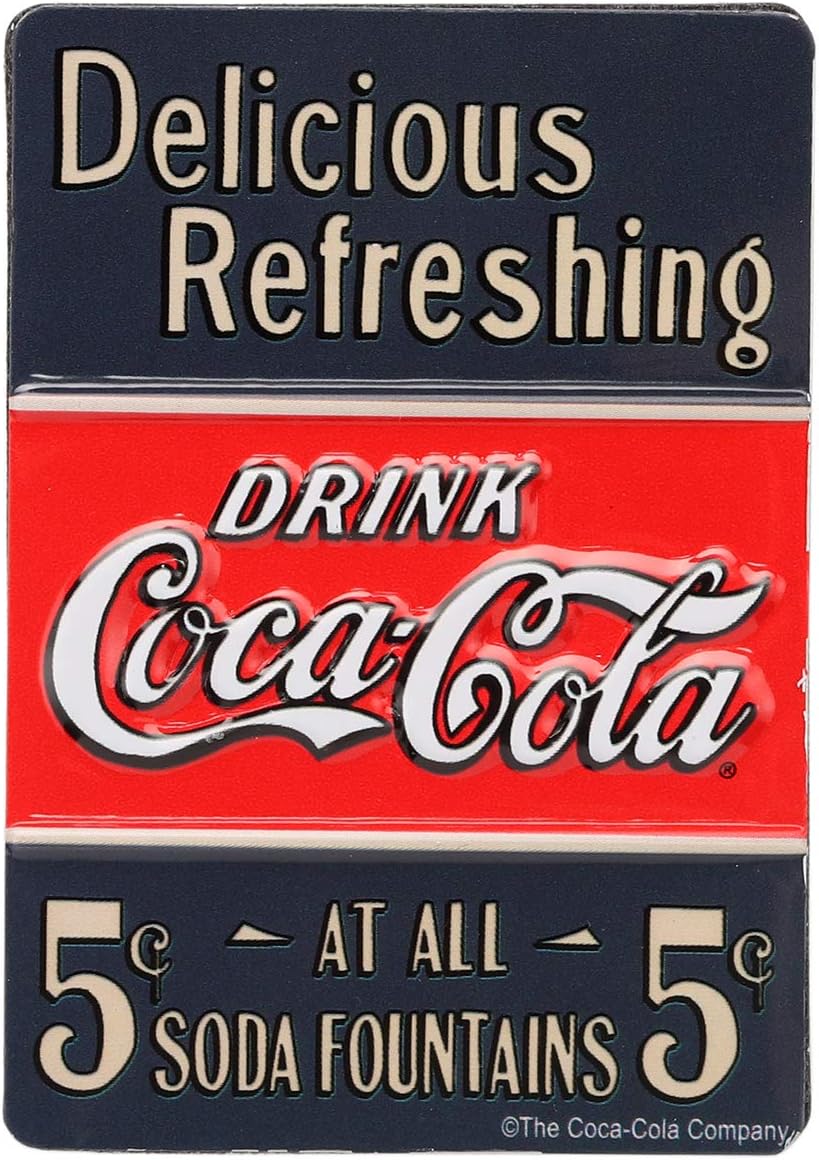 Delicious
Refreshing
DRINK
Coca-Cola
®
5¢ AT ALL 5¢
SODA FOUNTAINS
©The Coca-Cola Company